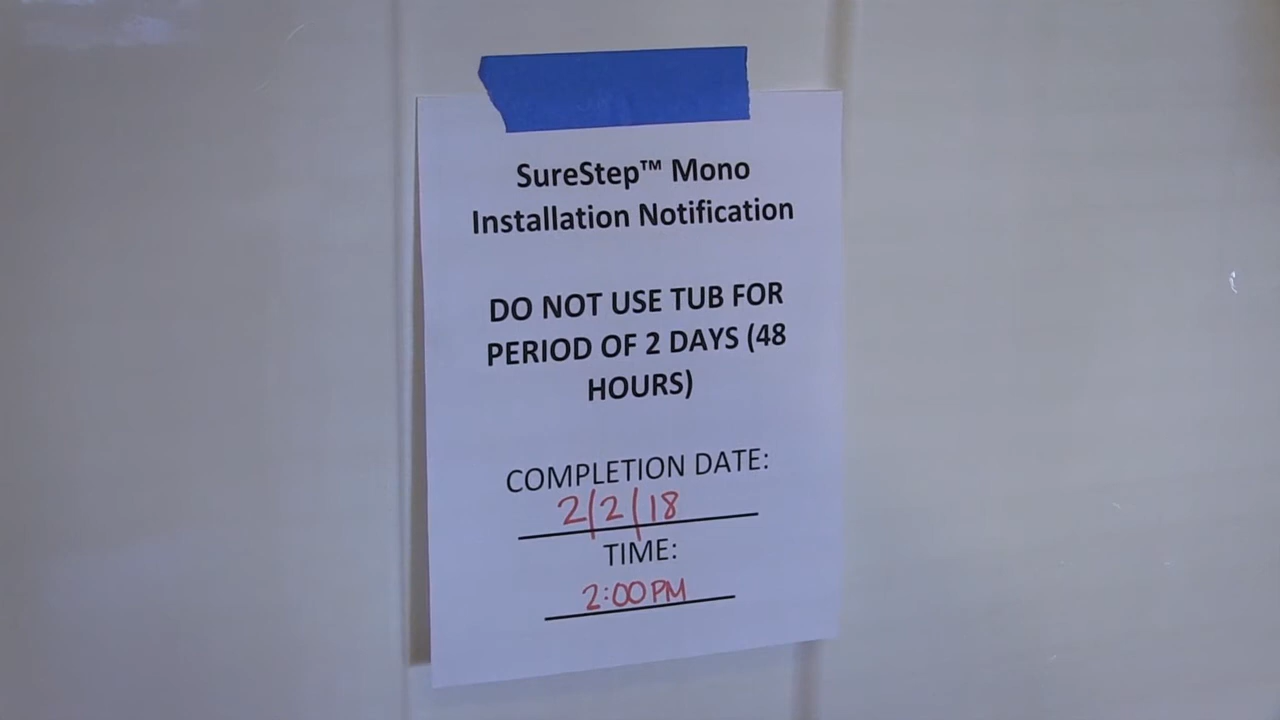 SureStep™ Mono
Installation Notification
DO NOT USE TUB FOR
PERIOD OF 2 DAYS (48
HOURS)
COMPLETION DATE:
2/2/18
TIME:
2:00PM